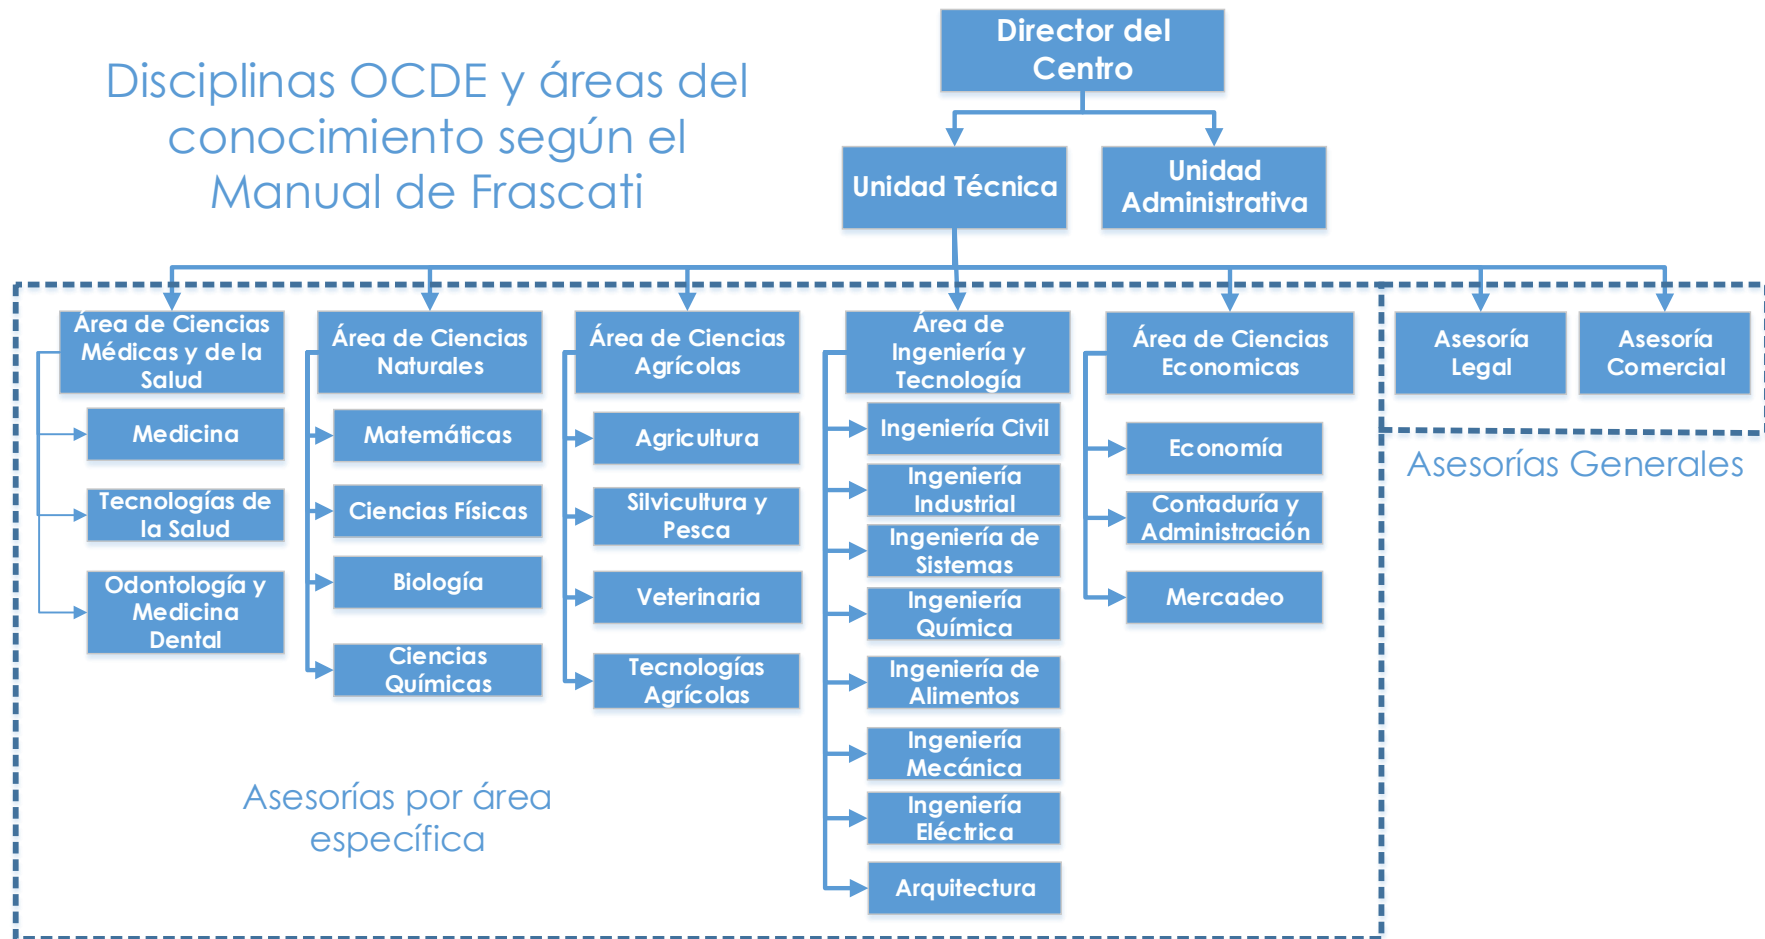 Disciplinas OCDE y áreas del
conocimiento según el
Manual de Frascati
Director del
Centro
Unidad Técnica
Unidad
Administrativa
Área de Ciencias
Médicas y de la
Salud
Medicina
Tecnologías de
la Salud
Odontología y
Medicina
Dental
Área de Ciencias
Naturales
Matemáticas
Ciencias Físicas
Biología
Ciencias
Químicas
Área de Ciencias
Agrícolas
Agricultura
Silvicultura y
Pesca
Veterinaria
Tecnologías
Agrícolas
Área de
Ingeniería y
Tecnología
Ingeniería Civil
Ingeniería
Industrial
Ingeniería de
Sistemas
Ingeniería
Química
Ingeniería de
Alimentos
Ingeniería
Mecánica
Ingeniería
Eléctrica
Arquitectura
Área de Ciencias
Economicas
Economía
Contaduría y
Administración
Mercadeo
Asesoría
Legal
Asesoría
Comercial
Asesorías Generales
Asesorías por área
específica